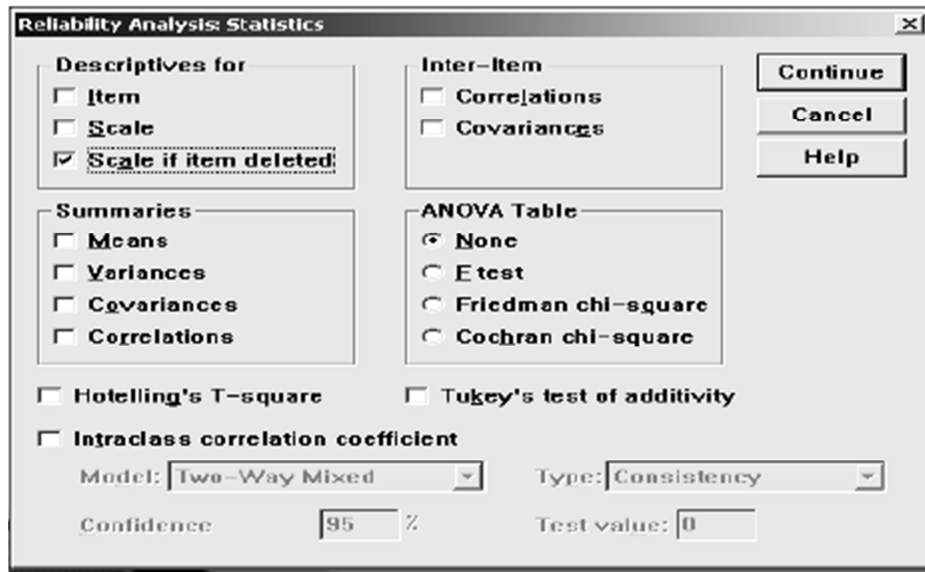 Reliability Analysis: Statistics
Descriptives for
Item
Scale
Scale if item deleted
Inter-Item
Correlations
Covariances
Continue
Cancel
Help
Summaries
Means
Variances
Covariances
Correlations
ANOVA Table
None
F test
Friedman chi-square
Cochran chi-square
Hotelling's T-square
Tukey's test of additivity
Intraclass correlation coefficient
Model: Two-Way Mixed
Type: Consistency
Confidence 95 %
Test value: 0